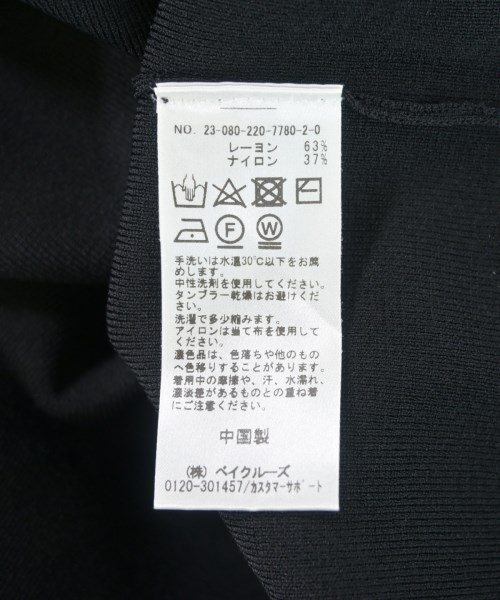 NO. 23-080-220-7780-2-0
レーヨン 63%
ナイロン 37%
F W
手洗いは水温30℃以下をお薦
めします。
中性洗剤を使用してください。
タンブラー乾燥はお避けくださ
い。
洗濯で多少縮みます。
アイロンは当て布を使用して
ください。
濃色品は、色落ちや他のもの
へ色移りすることがあります。
着用中の摩擦や、汗、水濡れ、
濃淡差があるものとの重ね着
にご注意ください。
中国製
(株) ベイクルーズ
0120-301457/カスタマーサポート